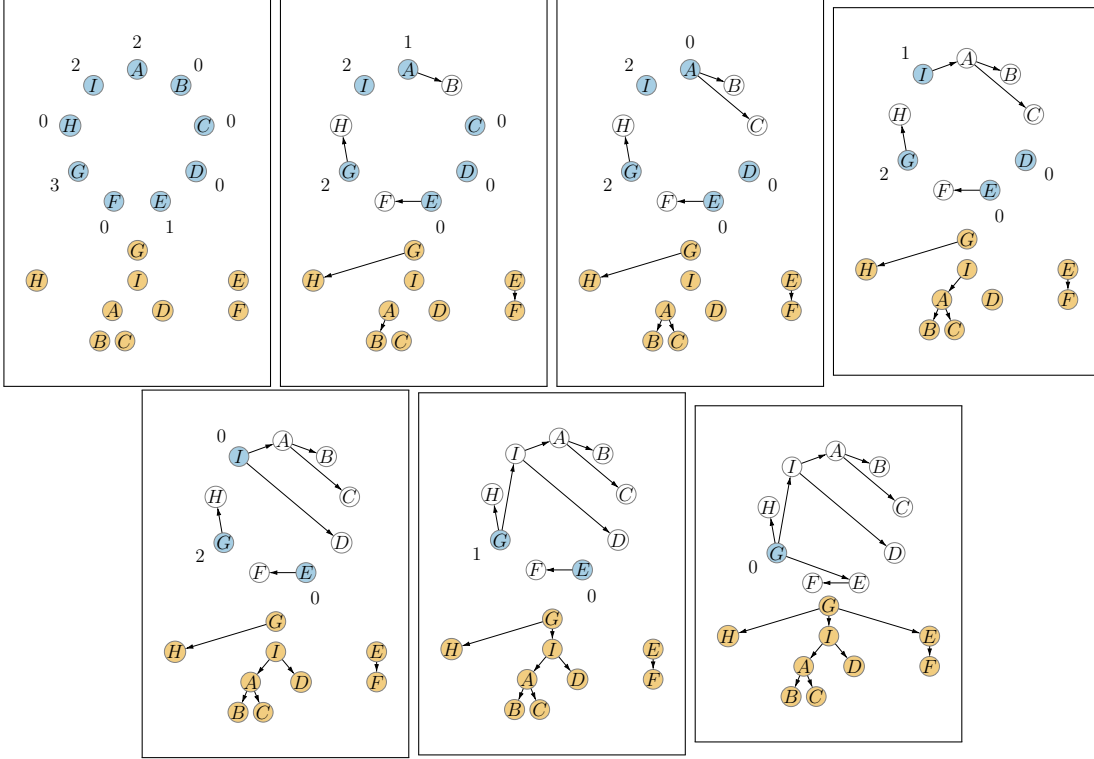 2
2 A 0
I B
0 H C 0
G D
3 F E 0
0 1
G
H I E
A D F
B C
1
2 A
I B
H C 0
G D
2 F E 0
0
G
H I E
A D F
B C
0
2 A
I B
H C
G D
2 F E 0
0
G
H I E
A D F
B C
1 A
I B
H C
G D
2 F E 0
0
G
H I E
A D F
B C
0 A
I B
H C
G D
2 F E
0
G
H I E
A D F
B C
A
I B
H C
G D
1 F E
0
G
H I E
A D F
B C
A
I B
H C
G D
0 F E
G
H I E
A D F
B C